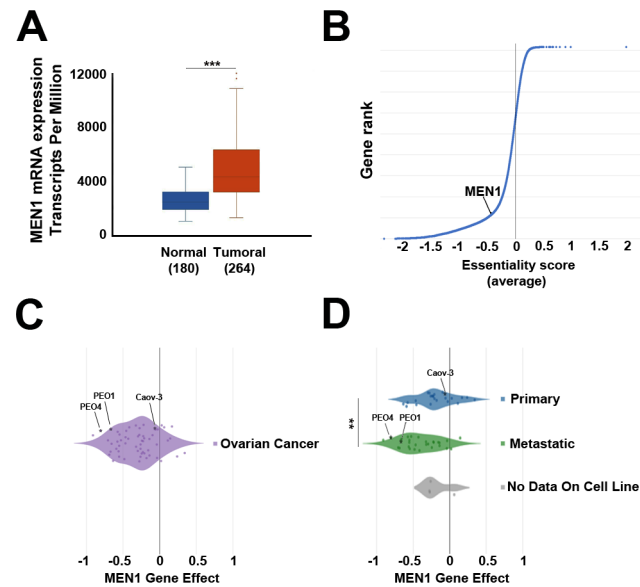 A
MEN1 mRNA expression
Transcripts Per Million
12000
8000
4000
0
***
Normal
(180)
Tumoral
(264)
B
Gene rank
MEN1
-2 -1.5 -1 -0.5 0 0.5 1 1.5 2
Essentiality score
(average)
C
PEO4
PEO1
Caov-3
Ovarian Cancer
-1 -0.5 0 0.5 1
MEN1 Gene Effect
D
Caov-3
Primary
**
PEO4
PEO1
Metastatic
No Data On Cell Line
-1 -0.5 0 0.5 1
MEN1 Gene Effect